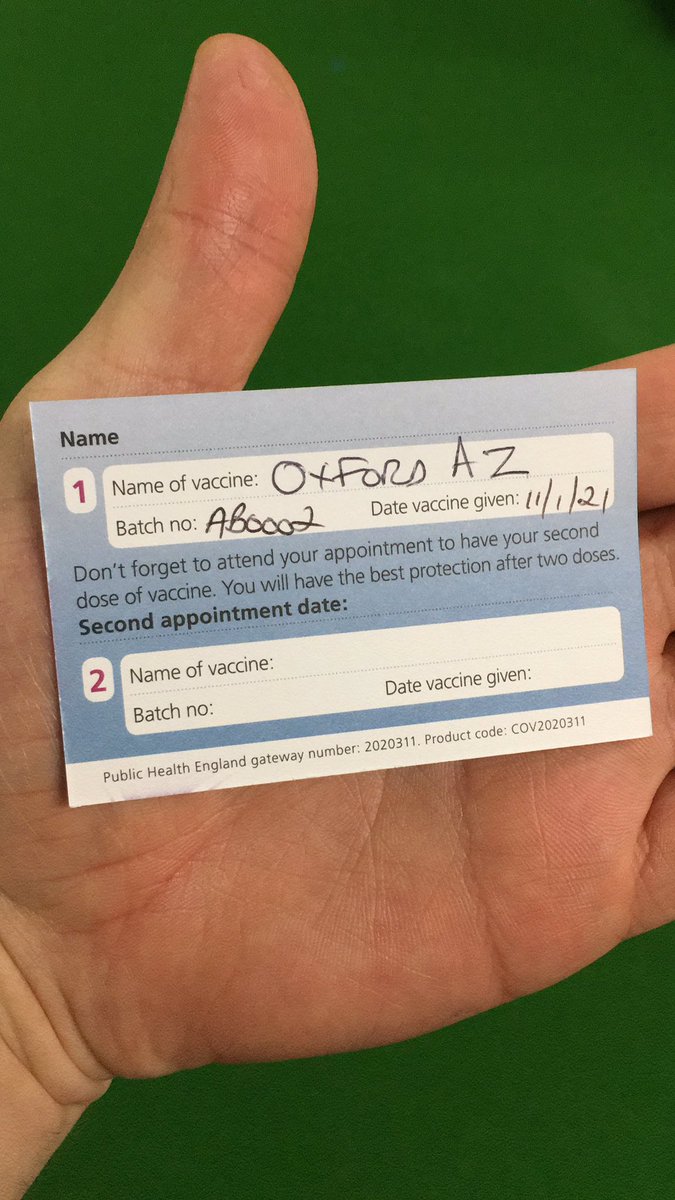 Name
1 Name of vaccine: OXFORD AZ
Batch no: AB0002 Date vaccine given: 11/1/21
Don't forget to attend your appointment to have your second
dose of vaccine. You will have the best protection after two doses.
Second appointment date:
2 Name of vaccine:
Batch no: Date vaccine given:
Public Health England gateway number: 2020311. Product code: COV2020311